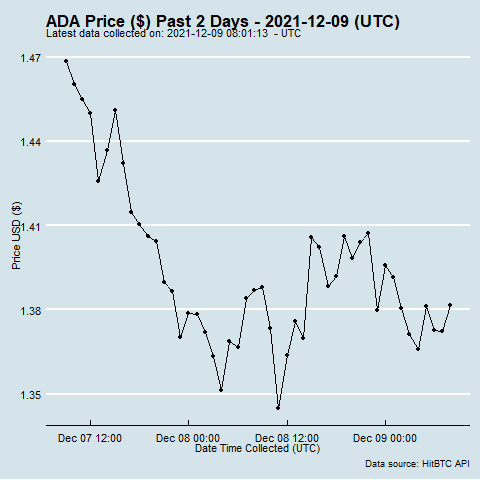 ADA Price ($) Past 2 Days - 2021-12-09 (UTC)
Latest data collected on: 2021-12-09 08:01:13  - UTC
1.47
1.44
1.41
1.38
1.35
Price USD ($)
Dec 07 12:00 Dec 08 00:00 Dec 08 12:00 Dec 09 00:00
Date Time Collected (UTC)
Data source: HitBTC API